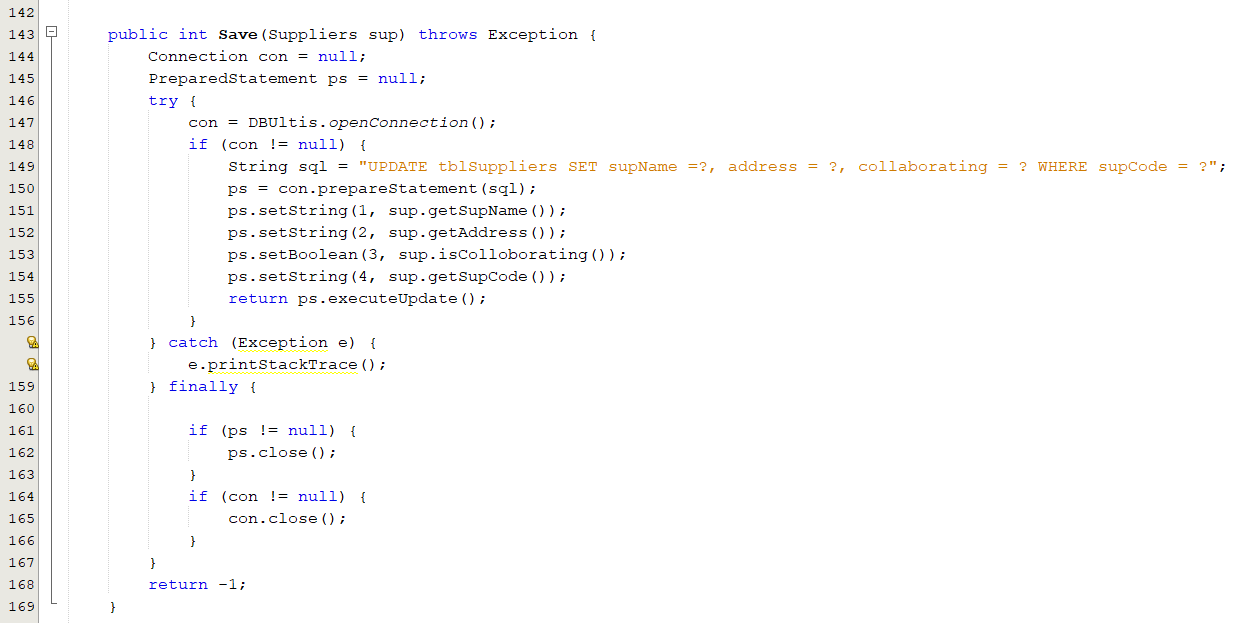 142
143 public int Save(Suppliers sup) throws Exception {
144 Connection con = null;
145 PreparedStatement ps = null;
146 try {
147 con = DBUltis.openConnection();
148 if (con != null) {
149 String sql = "UPDATE tblSuppliers SET supName =?, address = ?, collaborating = ? WHERE supCode = ?";
150 ps = con.prepareStatement(sql);
151 ps.setString(1, sup.getSupName());
152 ps.setString(2, sup.getAddress());
153 ps.setBoolean(3, sup.isColloborating());
154 ps.setString(4, sup.getSupCode());
155 return ps.executeUpdate();
156 }
} catch (Exception e) {
e.printStackTrace();
159 } finally {
160
161 if (ps != null) {
162 ps.close();
163 }
164 if (con != null) {
165 con.close();
166 }
167 }
168 return -1;
169 }